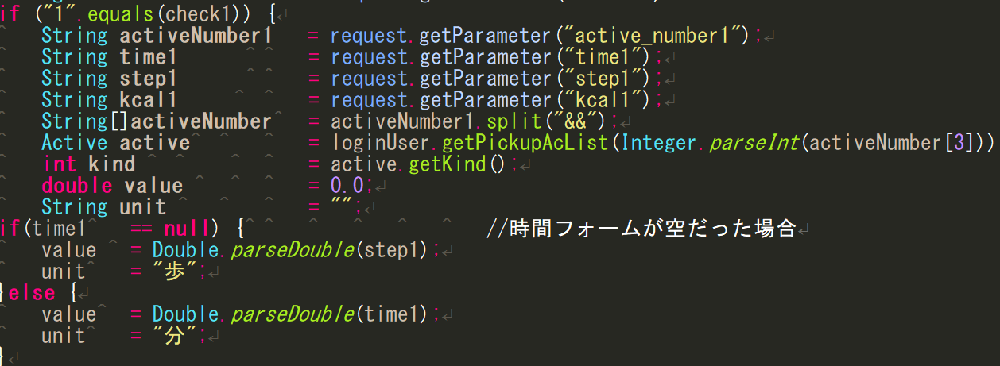 if ("1".equals(check1)) {
String activeNumber1 = request.getParameter("active_number1");
String time1 = request.getParameter("time1");
String step1 = request.getParameter("step1");
String kcal1 = request.getParameter("kcal1");
String[]activeNumber = activeNumber1.split("&&");
Active active = loginUser.getPickupAcList(Integer.parseInt(activeNumber[3]))
int kind = active.getKind();
double value = 0.0;
String unit = "";
if(time1 == null) { //時間フォームが空だった場合
value = Double.parseDouble(step1);
unit = "歩";
}else {
value = Double.parseDouble(time1);
unit = "分";
}